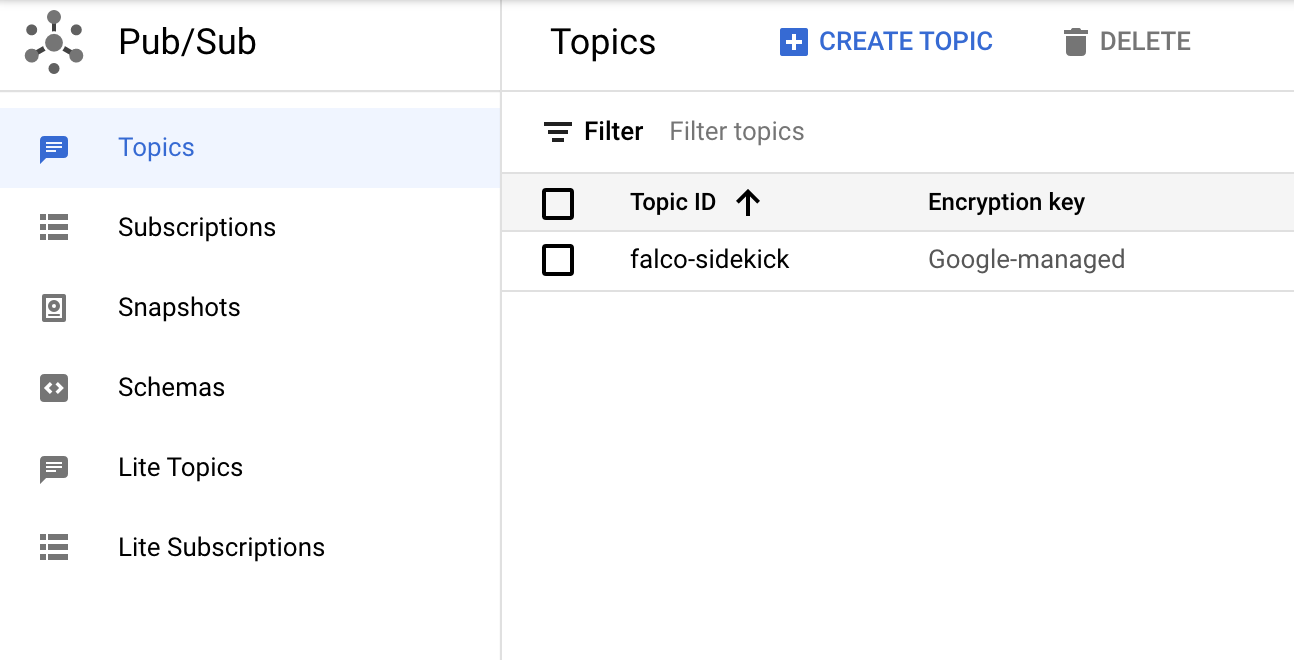 Pub/Sub
Topics
CREATE TOPIC
DELETE
Topics
Subscriptions
Snapshots
Schemas
Lite Topics
Lite Subscriptions
Filter Filter topics
Topic ID Encryption key
falco-sidekick Google-managed